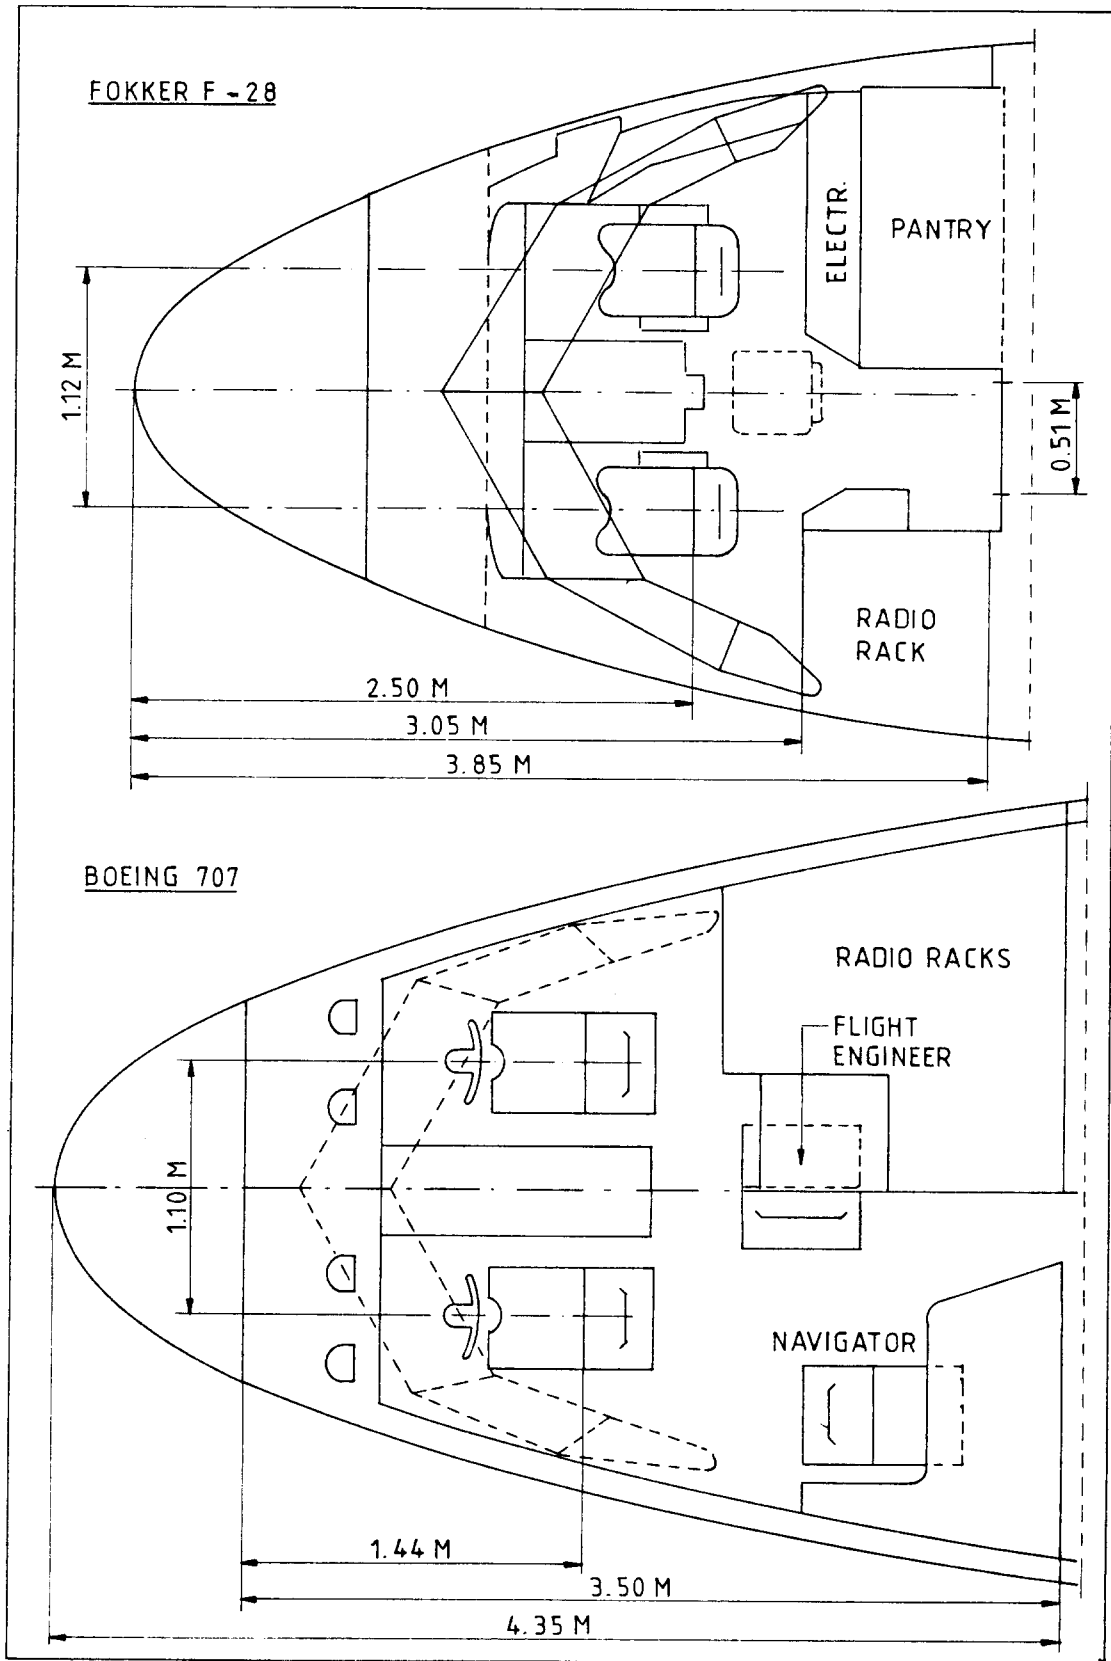 FOKKER F-28
ELECTR.
PANTRY
1.12 M
0.51 M
RADIO
RACK
2.50 M
3.05 M
3.85 M
BOEING 707
RADIO RACKS
FLIGHT
ENGINEER
1.10 M
NAVIGATOR
1.44 M
3.50 M
4.35 M